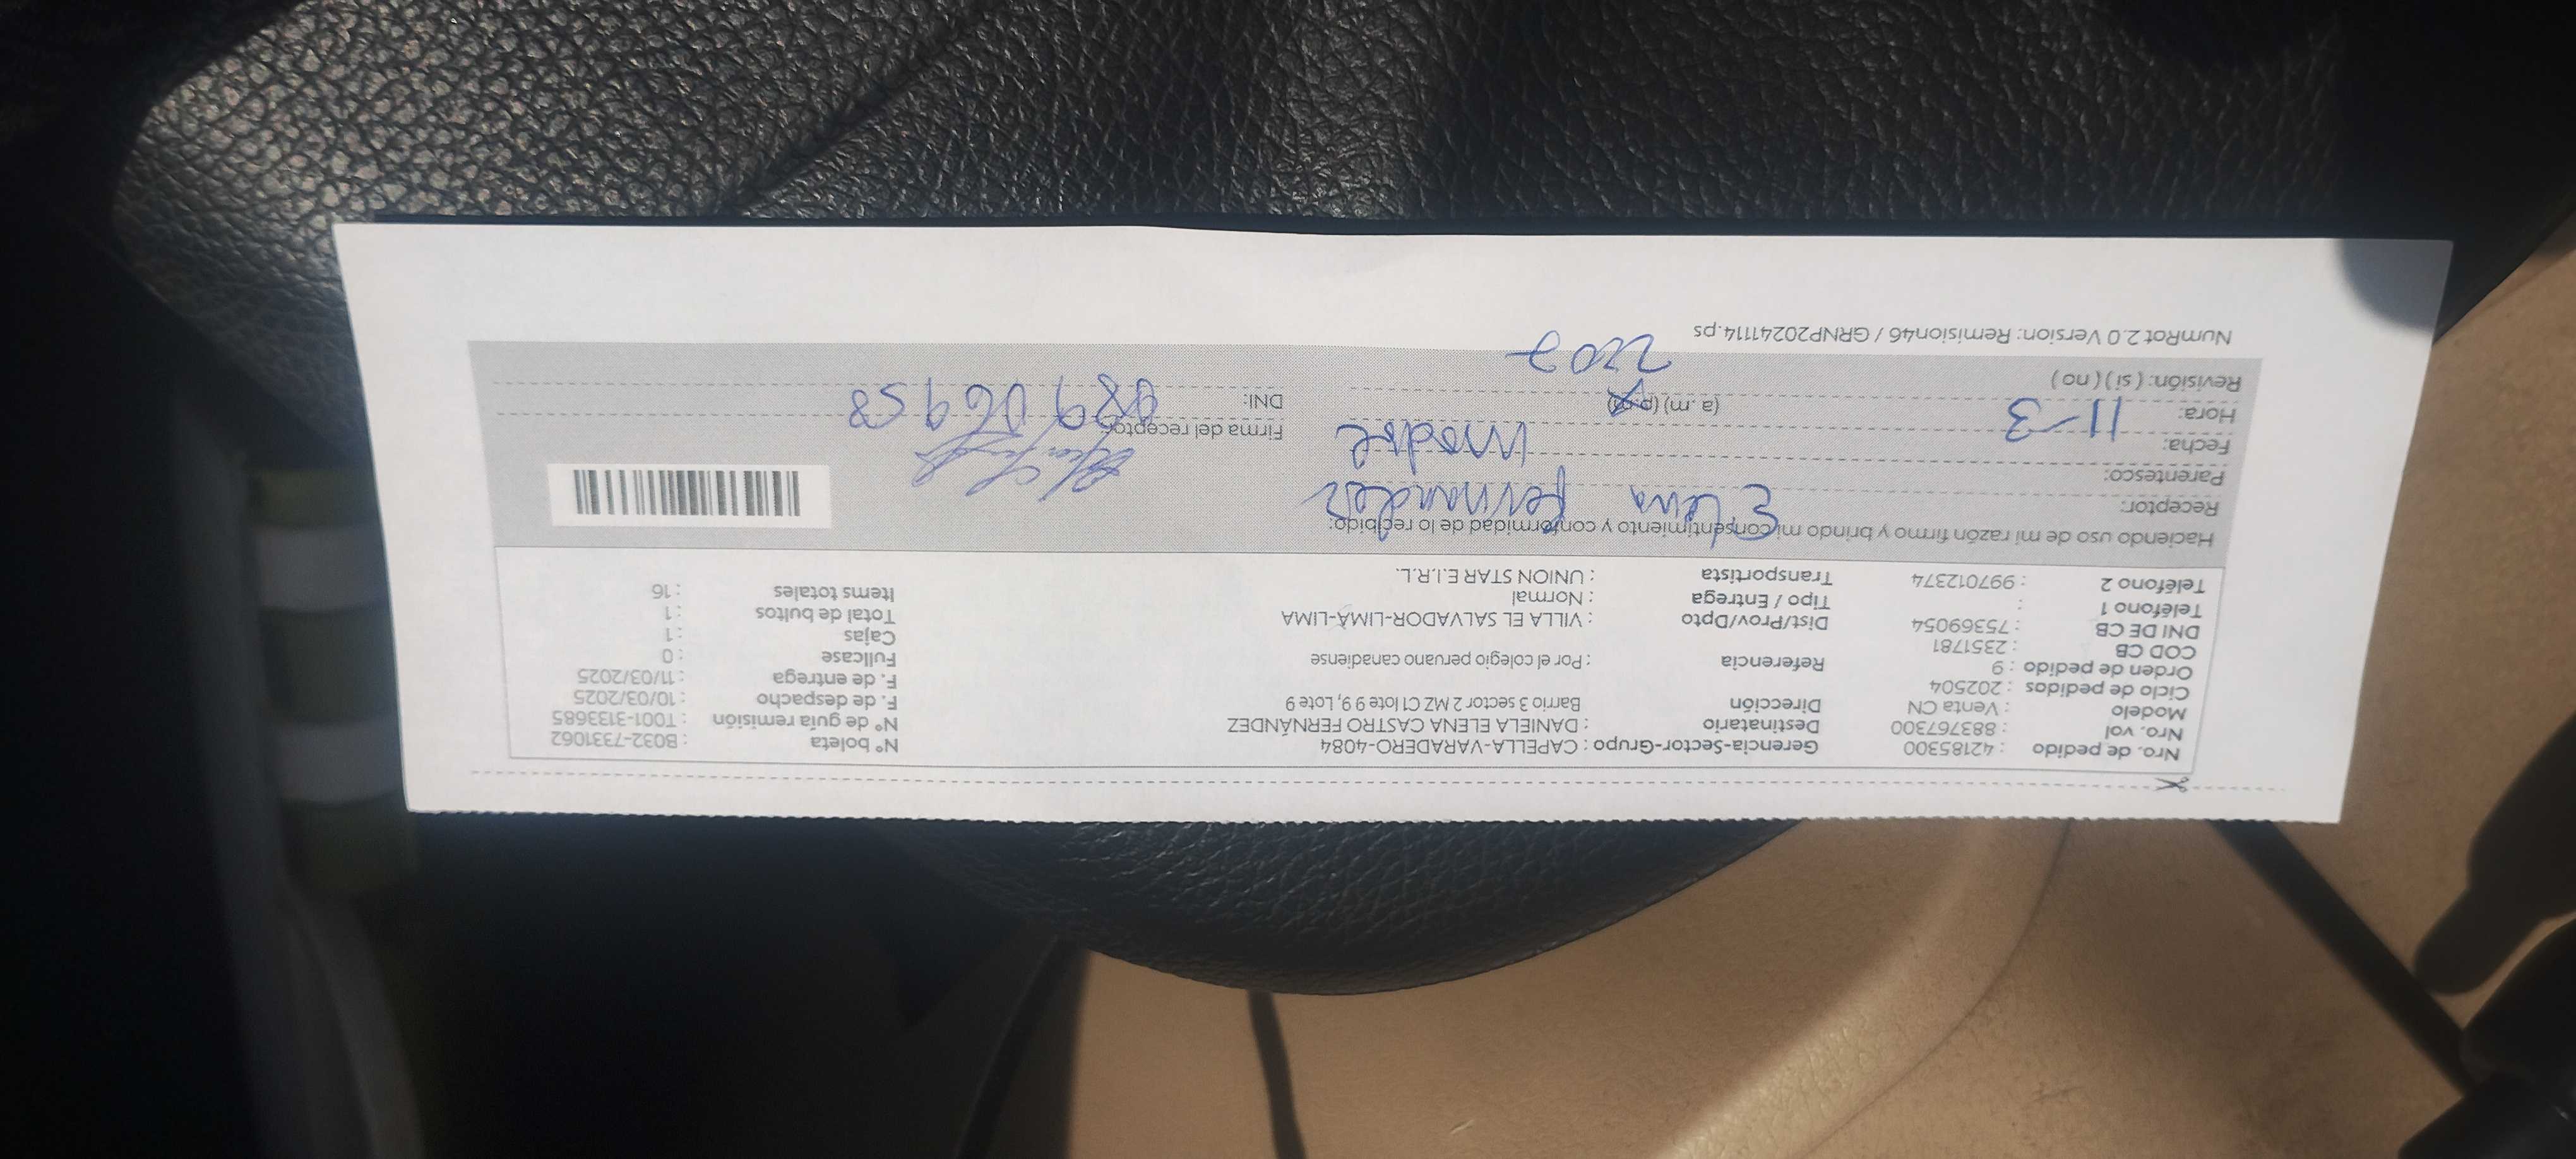 Nro. de pedido : 42185300 Gerencia-Sector-Grupo : CAPELLA-VARADERO-4084 N° boleta : B032-7331062
Nro. vol : 883767300 Destinatario : DANIELA ELENA CASTRO FERNÁNDEZ N° de guía remisión : T001-3133685
Modelo : Venta CN Dirección Barrio 3 sector 2 MZ C1 lote 9 9, Lote 9 F. de despacho : 10/03/2025
Ciclo de pedidos : 202504 F. de entrega : 11/03/2025
Orden de pedido : 9 Referencia : Por el colegio peruano canadiense Fullcase : 0
COD CB : 2351781 Cajas : 1
DNI DE CB : 75369054 Dist/Prov/Dpto : VILLA EL SALVADOR-LIMA-LIMA Total de bultos : 1
Teléfono 1 : Tipo / Entrega : Normal Items totales : 16
Teléfono 2 : 997012374 Transportista : UNION STAR E.I.R.L.
Haciendo uso de mi razón firmo y brindo mi consentimiento y conformidad de lo recibido:
Receptor: Elena Fernandez
Parentesco: madre
Fecha: 11-3 Firma del receptor:
Hora: (a. m.) (p. m) DNI: 08906958
Revisión: ( si ) ( no )
NumRot 2.0 Version: Remision46 / GRNP20241114.ps